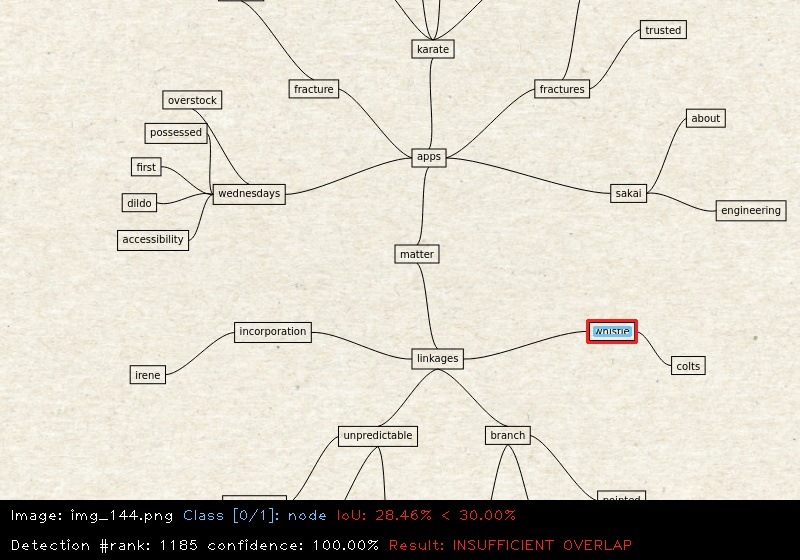 karate
trusted
fracture
fractures
overstock
about
possessed
apps
first
wednesdays
sakai
dildo
engineering
accessibility
matter
incorporation
whistle
linkages
irene
colts
unpredictable
branch
pointed
Image: img_144.png Class [0/1]: node IoU: 28.46% < 30.00%
Detection #rank: 1185 confidence: 100.00% Result: INSUFFICIENT OVERLAP